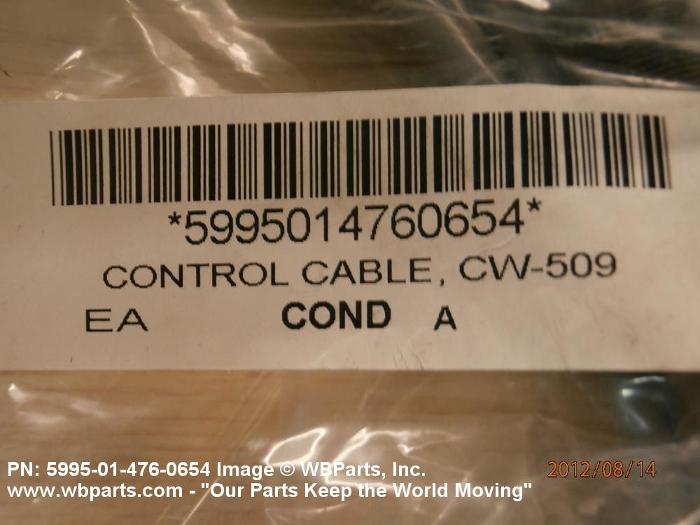 *5995014760654*
CONTROL CABLE, CW-509
EA COND A
PN: 5995-01-476-0654 Image © WBParts, Inc.
2012/08/14
www.wbparts.com - "Our Parts Keep the World Moving"